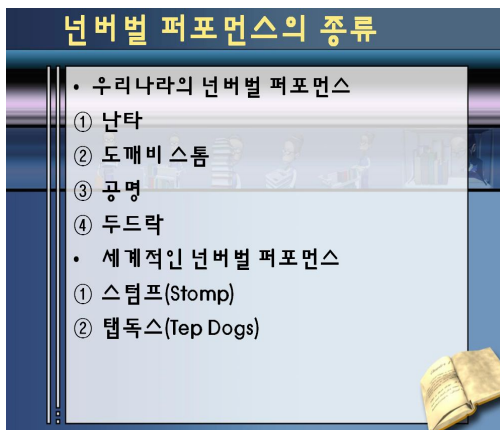 넌버벌 퍼포먼스의 종류
• 우리나라의 넌버벌 퍼포먼스
① 난타
② 도깨비 스톰
③ 공명
④ 두드락
• 세계적인 넌버벌 퍼포먼스
① 스텀프(Stomp)
② 탭독스(Tep Dogs)